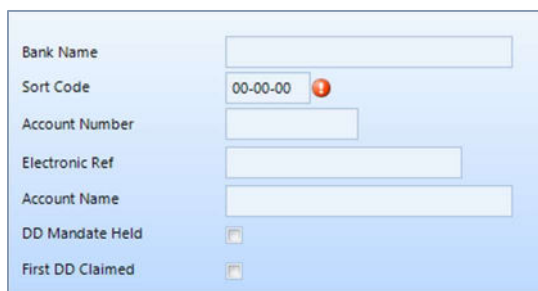 Bank Name
Sort Code 00-00-00
Account Number
Electronic Ref
Account Name
DD Mandate Held
First DD Claimed